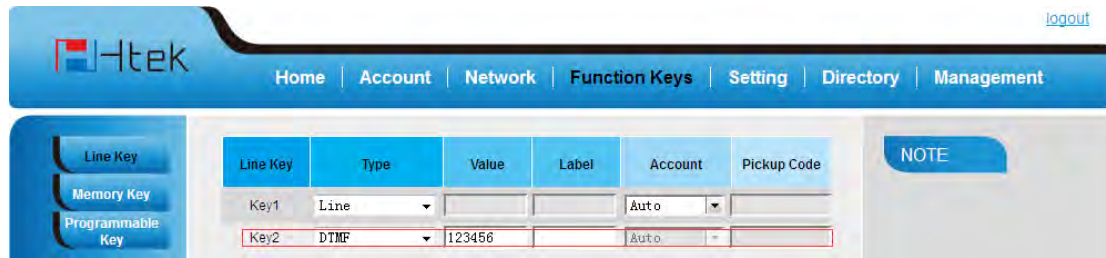 logout
Htek
Home | Account | Network | Function Keys | Setting | Directory | Management
Line Key
Memory Key
Programmable Key
Line Key Type Value Label Account Pickup Code
Key1 Line Auto
Key2 DTMF 123456 Auto
NOTE